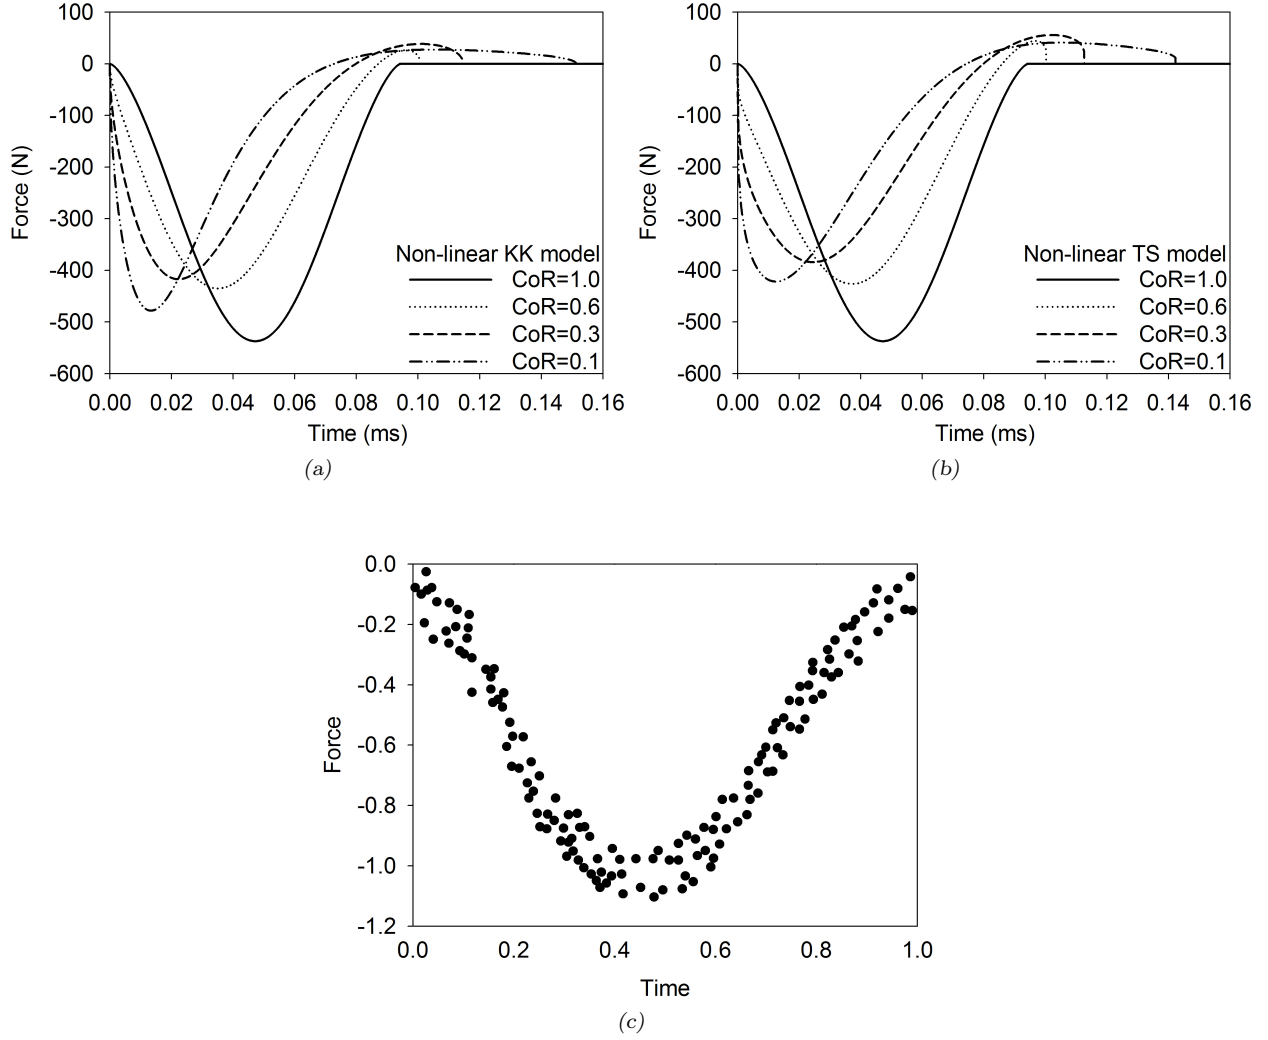 100
0
-100
-200
-300
-400
-500
-600
Force (N)
Non-linear KK model
CoR=1.0
CoR=0.6
CoR=0.3
CoR=0.1
0.00 0.02 0.04 0.06 0.08 0.10 0.12 0.14 0.16
Time (ms)
(a)
100
0
-100
-200
-300
-400
-500
-600
Force (N)
Non-linear TS model
CoR=1.0
CoR=0.6
CoR=0.3
CoR=0.1
0.00 0.02 0.04 0.06 0.08 0.10 0.12 0.14 0.16
Time (ms)
(b)
0.0
-0.2
-0.4
-0.6
-0.8
-1.0
-1.2
Force
0.0 0.2 0.4 0.6 0.8 1.0
Time
(c)